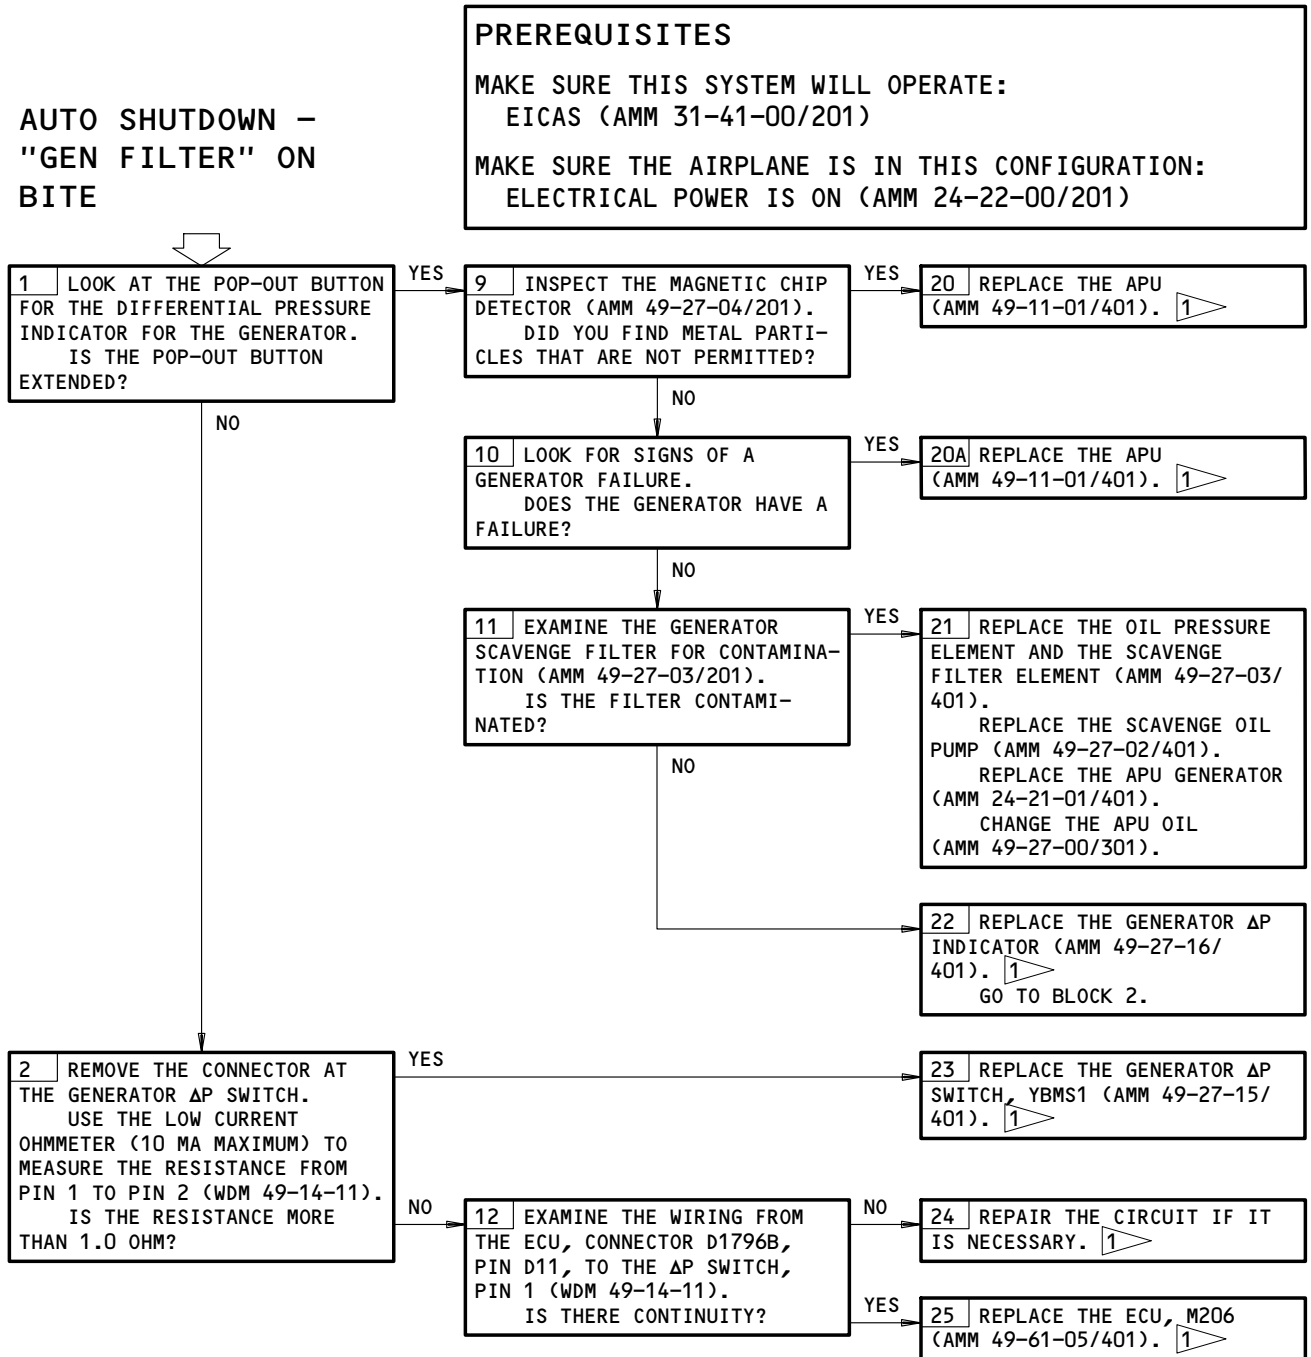 PREREQUISITES
MAKE SURE THIS SYSTEM WILL OPERATE:
EICAS (AMM 31-41-00/201)
MAKE SURE THE AIRPLANE IS IN THIS CONFIGURATION:
ELECTRICAL POWER IS ON (AMM 24-22-00/201)
AUTO SHUTDOWN -
"GEN FILTER" ON
BITE
1 LOOK AT THE POP-OUT BUTTON
FOR THE DIFFERENTIAL PRESSURE
INDICATOR FOR THE GENERATOR.
IS THE POP-OUT BUTTON
EXTENDED?
YES
NO
9 INSPECT THE MAGNETIC CHIP
DETECTOR (AMM 49-27-04/201).
DID YOU FIND METAL PARTI-
CLES THAT ARE NOT PERMITTED?
YES
NO
20 REPLACE THE APU
(AMM 49-11-01/401). 1
10 LOOK FOR SIGNS OF A
GENERATOR FAILURE.
DOES THE GENERATOR HAVE A
FAILURE?
YES
NO
20A REPLACE THE APU
(AMM 49-11-01/401). 1
11 EXAMINE THE GENERATOR
SCAVENGE FILTER FOR CONTAMINA-
TION (AMM 49-27-03/201).
IS THE FILTER CONTAMI-
NATED?
YES
NO
21 REPLACE THE OIL PRESSURE
ELEMENT AND THE SCAVENGE
FILTER ELEMENT (AMM 49-27-03/
401).
REPLACE THE SCAVENGE OIL
PUMP (AMM 49-27-02/401).
REPLACE THE APU GENERATOR
(AMM 24-21-01/401).
CHANGE THE APU OIL
(AMM 49-27-00/301).
22 REPLACE THE GENERATOR ΔP
INDICATOR (AMM 49-27-16/
401). 1
GO TO BLOCK 2.
2 REMOVE THE CONNECTOR AT
THE GENERATOR ΔP SWITCH.
USE THE LOW CURRENT
OHMMETER (10 MA MAXIMUM) TO
MEASURE THE RESISTANCE FROM
PIN 1 TO PIN 2 (WDM 49-14-11).
IS THE RESISTANCE MORE
THAN 1.0 OHM?
YES
NO
23 REPLACE THE GENERATOR ΔP
SWITCH, YBMS1 (AMM 49-27-15/
401). 1
12 EXAMINE THE WIRING FROM
THE ECU, CONNECTOR D1796B,
PIN D11, TO THE ΔP SWITCH,
PIN 1 (WDM 49-14-11).
IS THERE CONTINUITY?
NO
YES
24 REPAIR THE CIRCUIT IF IT
IS NECESSARY. 1
25 REPLACE THE ECU, M206
(AMM 49-61-05/401). 1